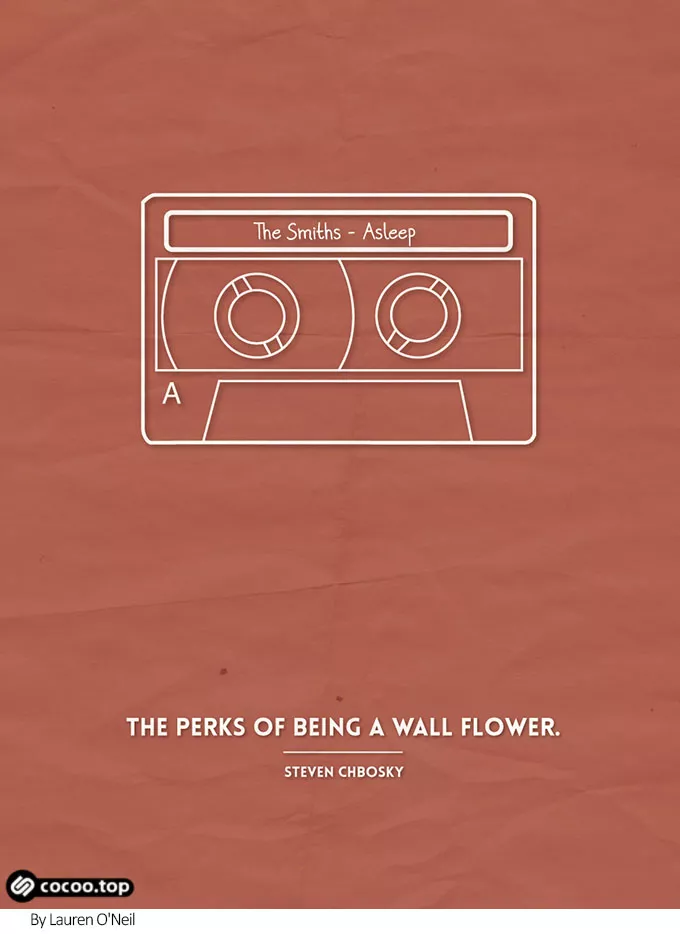 The Smiths - Asleep
A
THE PERKS OF BEING A WALL FLOWER.
STEVEN CHBOSKY
cocoo.top
By Lauren O'Neil